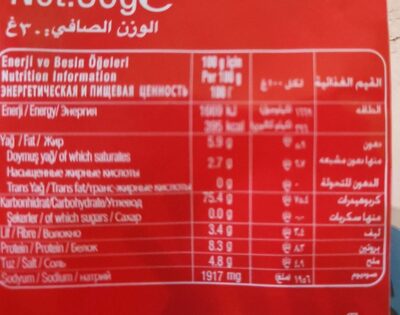 Net:30g e
الوزن الصافي: ٣٠غ
Enerji ve Besin Öğeleri 100 g için
Nutrition Information Per 100 g لكل ١٠٠غ القيم الغذائية
ЭНЕРГЕТИЧЕСКАЯ И ПИЩЕВАЯ ЦЕННОСТЬ 100 Г
Enerji / Energy/ Энергия kJ الطاقة
kcal
Yağ / Fat / Жир 5.9 g دهون
Doymuş yağ/ of which saturates 2.7 g منها دهون مشبعة
Насыщенные жирные кислоты
Trans Yağ / Trans fat/транс-жирные кислоты 0 g الدهون المتحولة
Karbonhidrat/Carbohydrate/Углевод 75.4 g كربوهيدرات
Şekerler / of which sugars / Сахар 0.0 g منها سكريات
Lif / Fibre / Волокно 3.4 g ليف
Protein / Protein / Белок 8.3 g بروتين
Tuz / Salt / Соль 4.8 g ملح
Sodyum / Sodium / натрий 1917 mg صوديوم